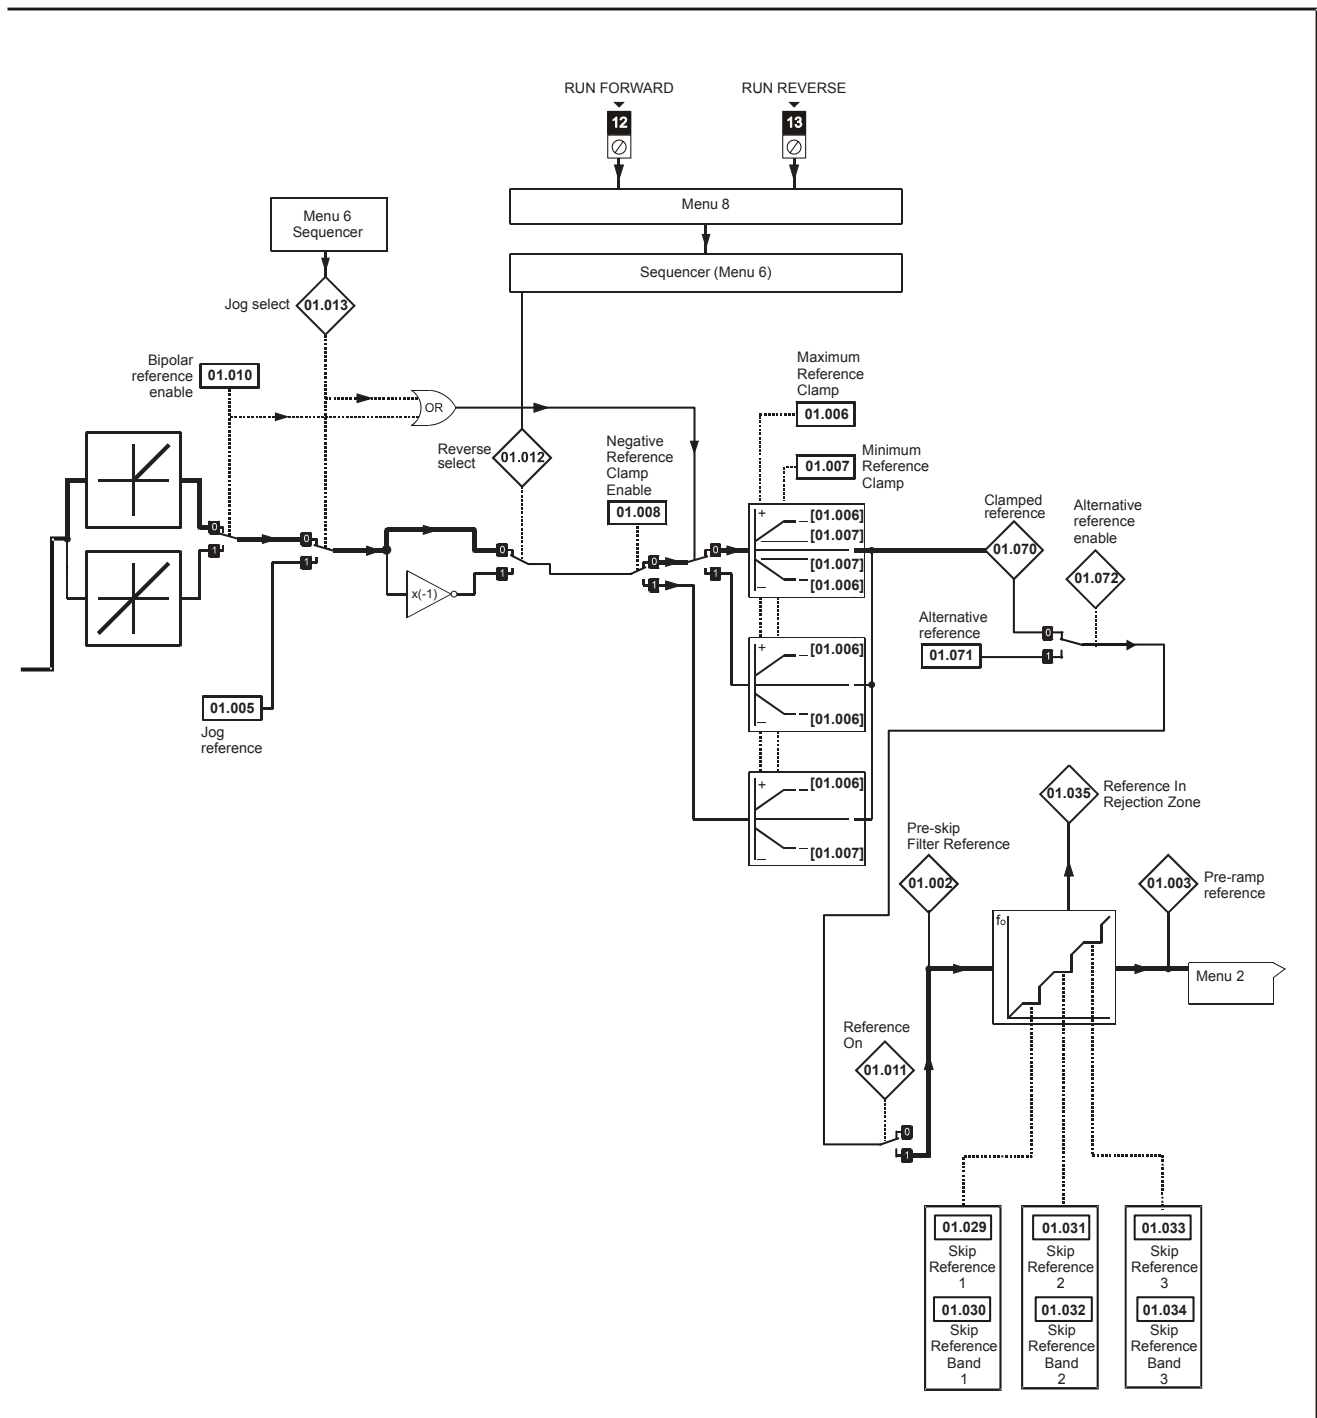 RUN FORWARD
RUN REVERSE
12
13
Menu 8
Sequencer (Menu 6)
Menu 6
Sequencer
Jog select
01.013
Bipolar
reference
enable
01.010
OR
Reverse
select
01.012
Negative
Reference
Clamp
Enable
01.008
Maximum
Reference
Clamp
01.006
01.007
Minimum
Reference
Clamp
0
1
0
1
x(-1)
0
1
0
1
0
1
+
[01.006]
[01.007]
[01.007]
_ [01.006]
+
[01.006]
_ [01.006]
+
[01.006]
_ [01.007]
Clamped
reference
01.070
Alternative
reference
enable
01.072
Alternative
reference
01.071
0
1
01.005
Jog
reference
01.035
Reference In
Rejection Zone
Pre-skip
Filter Reference
01.002
01.003
Pre-ramp
reference
fo
Menu 2
Reference
On
01.011
0
1
01.029
Skip
Reference
1
01.030
Skip
Reference
Band
1
01.031
Skip
Reference
2
01.032
Skip
Reference
Band
2
01.033
Skip
Reference
3
01.034
Skip
Reference
Band
3